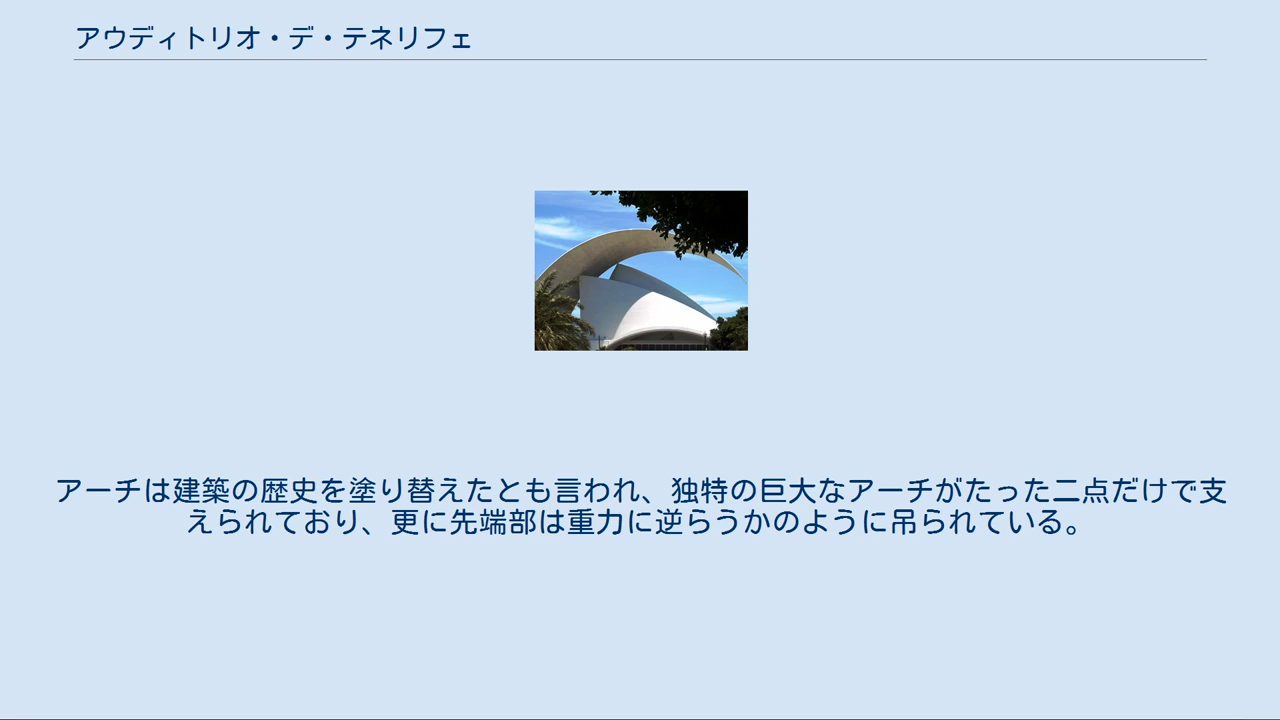 アウディトリオ・デ・テネリフェ
アーチは建築の歴史を塗り替えたとも言われ、独特の巨大なアーチがたった二点だけで支
えられており、更に先端部は重力に逆らうかのように吊られている。